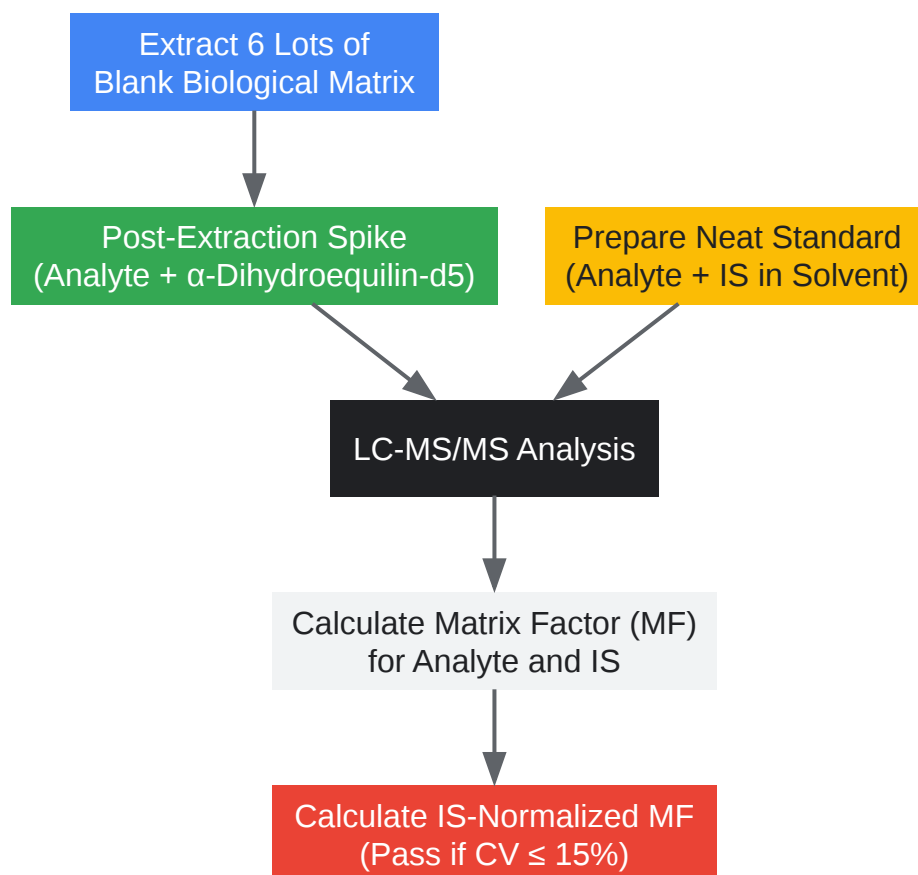 Extract 6 Lots of
Blank Biological Matrix
Post-Extraction Spike
(Analyte + α-Dihydroequilin-d5)
Prepare Neat Standard
(Analyte + IS in Solvent)
LC-MS/MS Analysis
Calculate Matrix Factor (MF)
for Analyte and IS
Calculate IS-Normalized MF
(Pass if CV ≤ 15%)